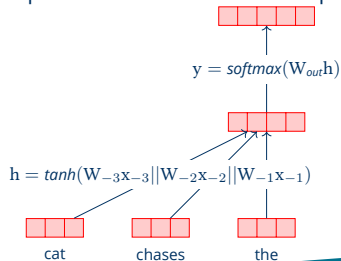 y = softmax(W_out h)
h = tanh(W_−3 x_−3||W_−2 x_−2||W_−1 x_−1)
cat chases the